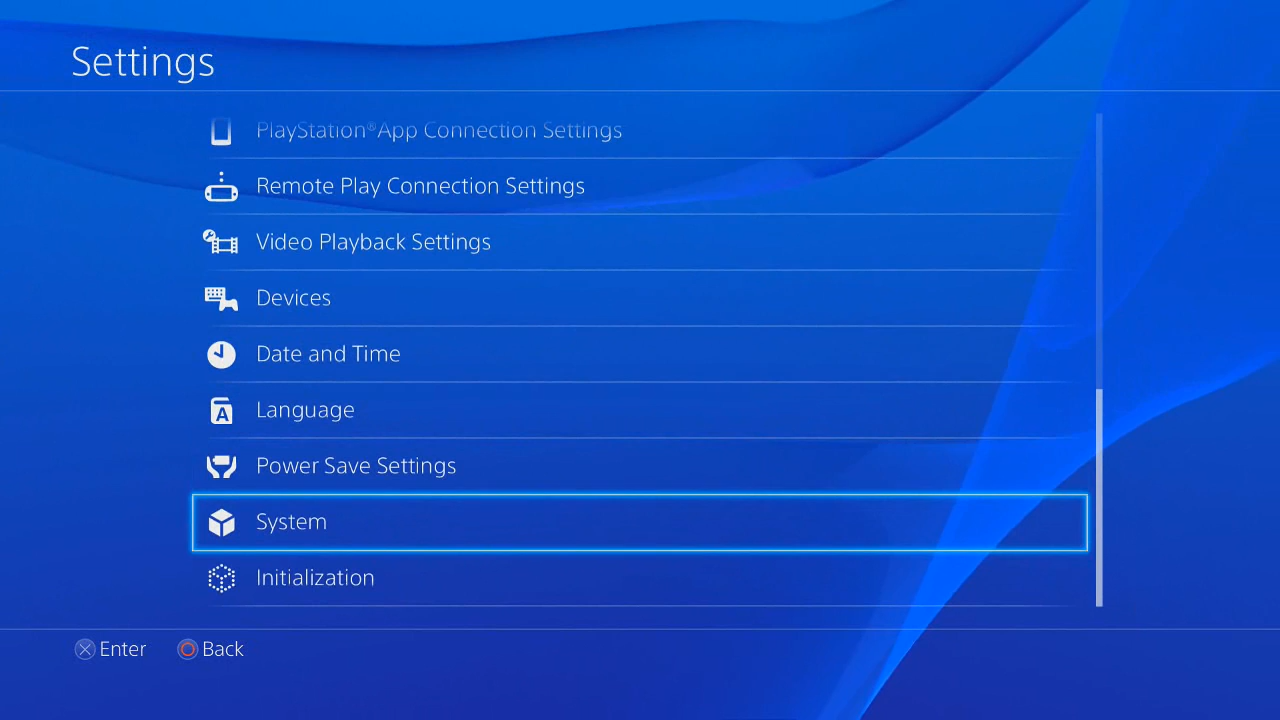 Settings
PlayStation®App Connection Settings
Remote Play Connection Settings
Video Playback Settings
Devices
Date and Time
Language
Power Save Settings
System
Initialization
Enter Back